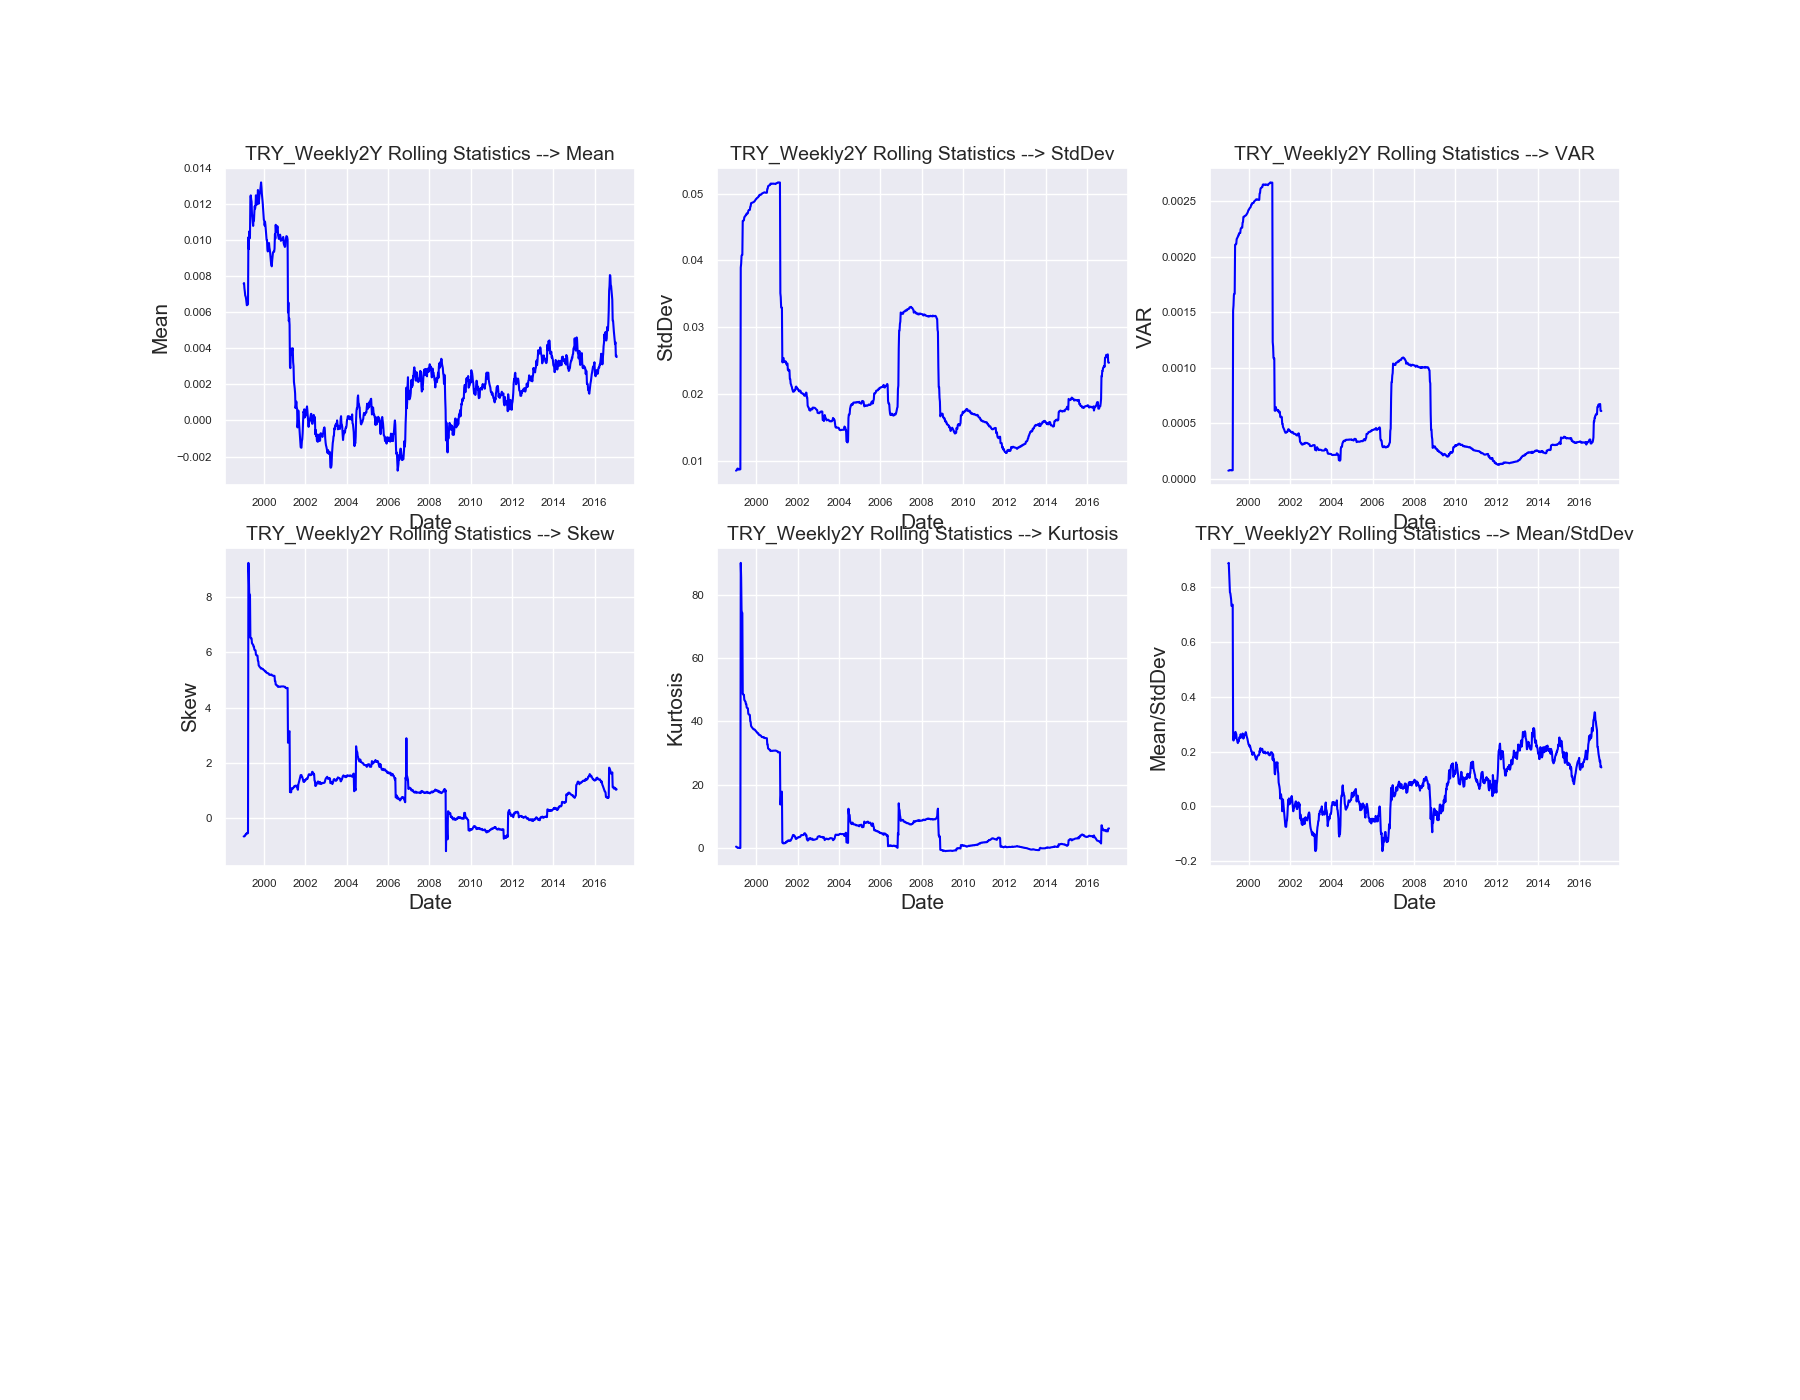 TRY_Weekly2Y Rolling Statistics --> Mean
0.014
0.012
0.010
0.008
0.006
0.004
0.002
0.000
−0.002
Mean
2000 2002 2004 2006 2008 2010 2012 2014 2016
Date
TRY_Weekly2Y Rolling Statistics --> StdDev
0.05
0.04
0.03
0.02
0.01
StdDev
2000 2002 2004 2006 2008 2010 2012 2014 2016
Date
TRY_Weekly2Y Rolling Statistics --> VAR
0.0025
0.0020
0.0015
0.0010
0.0005
0.0000
VAR
2000 2002 2004 2006 2008 2010 2012 2014 2016
Date
TRY_Weekly2Y Rolling Statistics --> Skew
8
6
4
2
0
Skew
2000 2002 2004 2006 2008 2010 2012 2014 2016
Date
TRY_Weekly2Y Rolling Statistics --> Kurtosis
80
60
40
20
0
Kurtosis
2000 2002 2004 2006 2008 2010 2012 2014 2016
Date
TRY_Weekly2Y Rolling Statistics --> Mean/StdDev
0.8
0.6
0.4
0.2
0.0
−0.2
Mean/StdDev
2000 2002 2004 2006 2008 2010 2012 2014 2016
Date